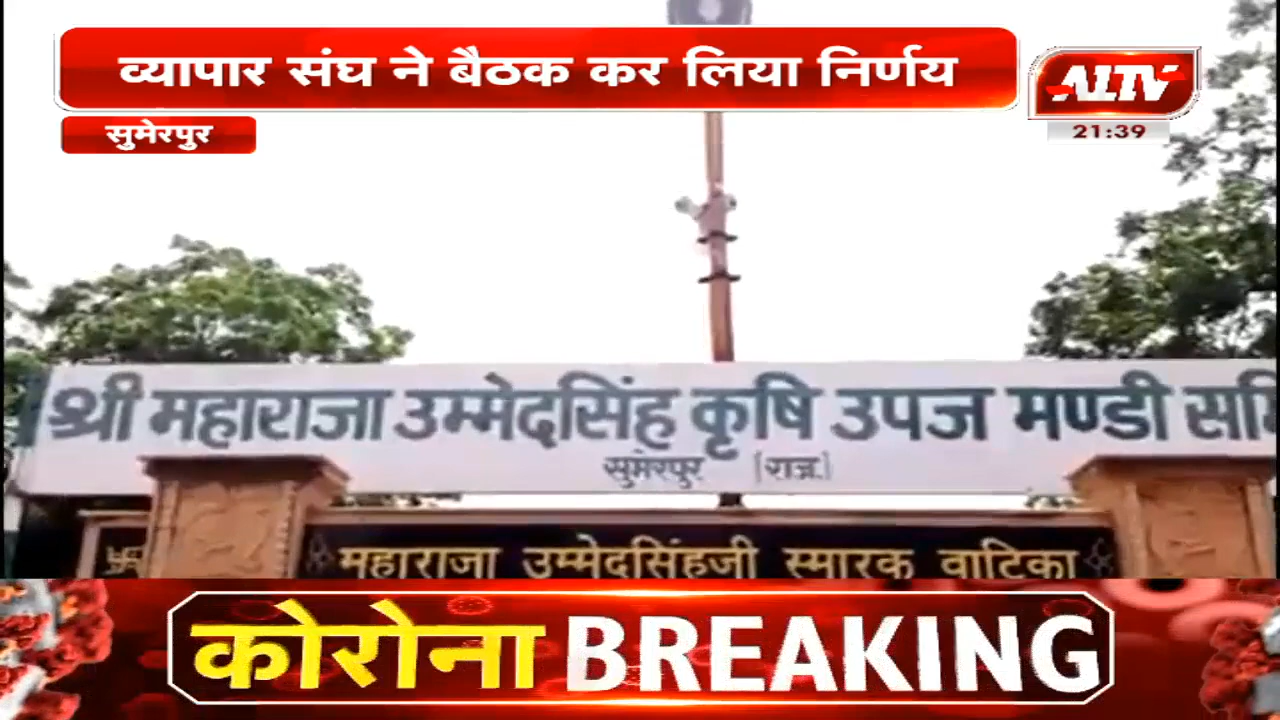 व्यापार संघ ने बैठक कर लिया निर्णय
ALTV
सुमेरपुर
21:39
श्री महाराजा उम्मेदसिंह कृषि उपज मण्डी
सुमेरपुर (राज.)
महाराजा उम्मेदसिंहजी स्मारक वाटिका
कोरोना BREAKING